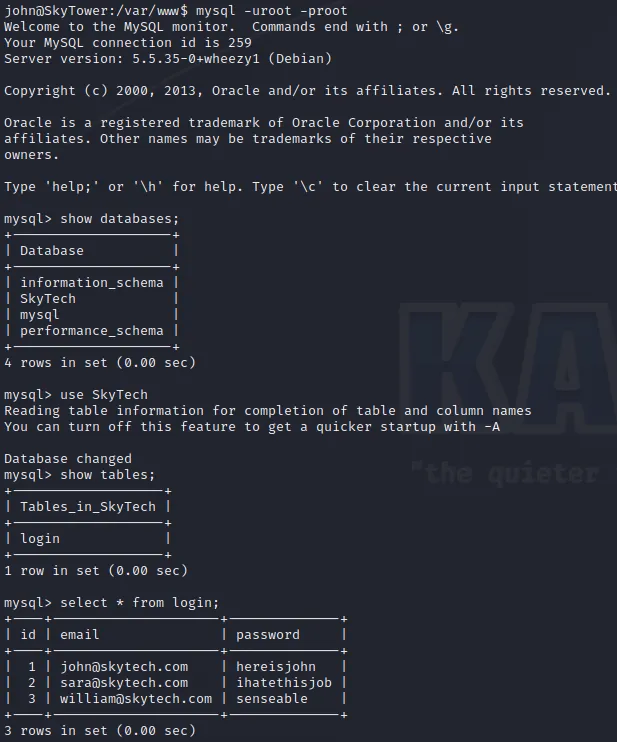 john@SkyTower:/var/www$ mysql -uroot -proot
Welcome to the MySQL monitor.  Commands end with ; or \g.
Your MySQL connection id is 259
Server version: 5.5.35-0+wheezy1 (Debian)

Copyright (c) 2000, 2013, Oracle and/or its affiliates. All rights reserved.

Oracle is a registered trademark of Oracle Corporation and/or its
affiliates. Other names may be trademarks of their respective
owners.

Type 'help;' or '\h' for help. Type '\c' to clear the current input statement

mysql> show databases;
+--------------------+
| Database           |
+--------------------+
| information_schema |
| SkyTech            |
| mysql              |
| performance_schema |
+--------------------+
4 rows in set (0.00 sec)

mysql> use SkyTech
Reading table information for completion of table and column names
You can turn off this feature to get a quicker startup with -A

Database changed
mysql> show tables;
+-------------------+
| Tables_in_SkyTech |
+-------------------+
| login             |
+-------------------+
1 row in set (0.00 sec)

mysql> select * from login;
+----+---------------------+--------------+
| id | email               | password     |
+----+---------------------+--------------+
|  1 | john@skytech.com    | hereisjohn   |
|  2 | sara@skytech.com    | ihatethisjob |
|  3 | william@skytech.com | senseable    |
+----+---------------------+--------------+
3 rows in set (0.00 sec)
KA
"the quieter